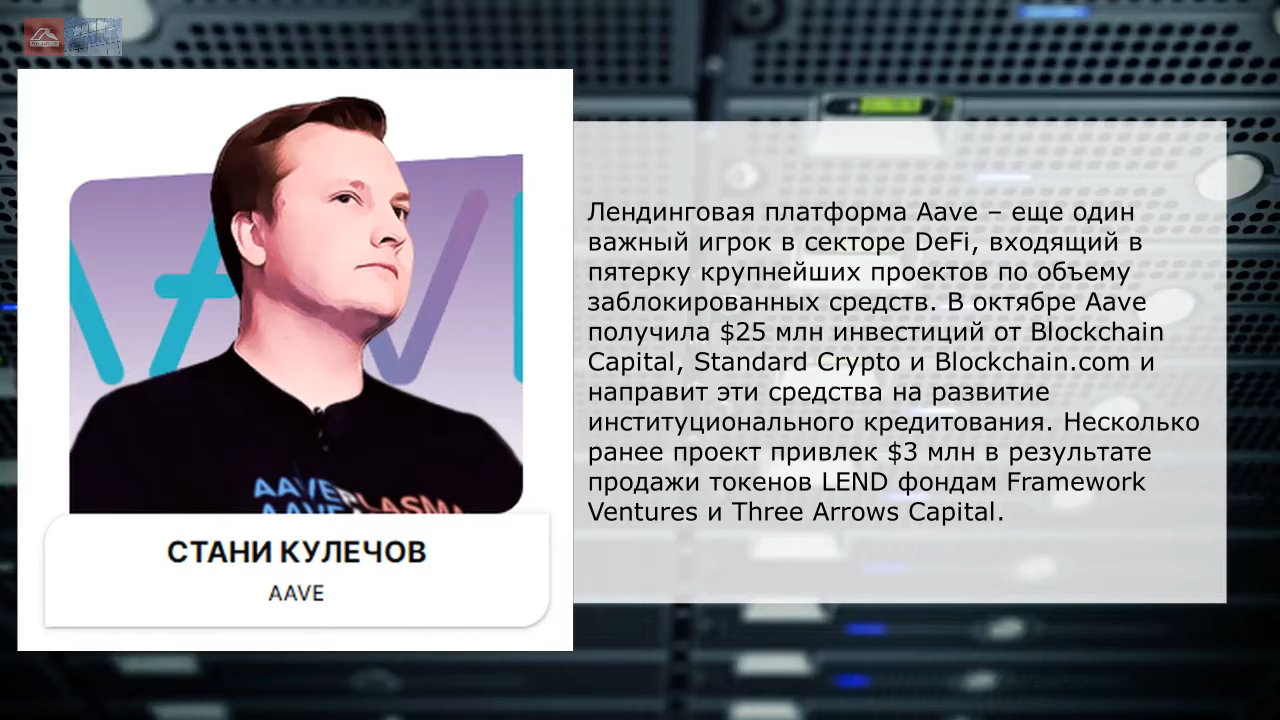 AAVEPLASMA
СТАНИ КУЛЕЧОВ
AAVE
Лендинговая платформа Aave – еще один
важный игрок в секторе DeFi, входящий в
пятерку крупнейших проектов по объему
заблокированных средств. В октябре Aave
получила $25 млн инвестиций от Blockchain
Capital, Standard Crypto и Blockchain.com и
направит эти средства на развитие
институционального кредитования. Несколько
ранее проект привлек $3 млн в результате
продажи токенов LEND фондам Framework
Ventures и Three Arrows Capital.